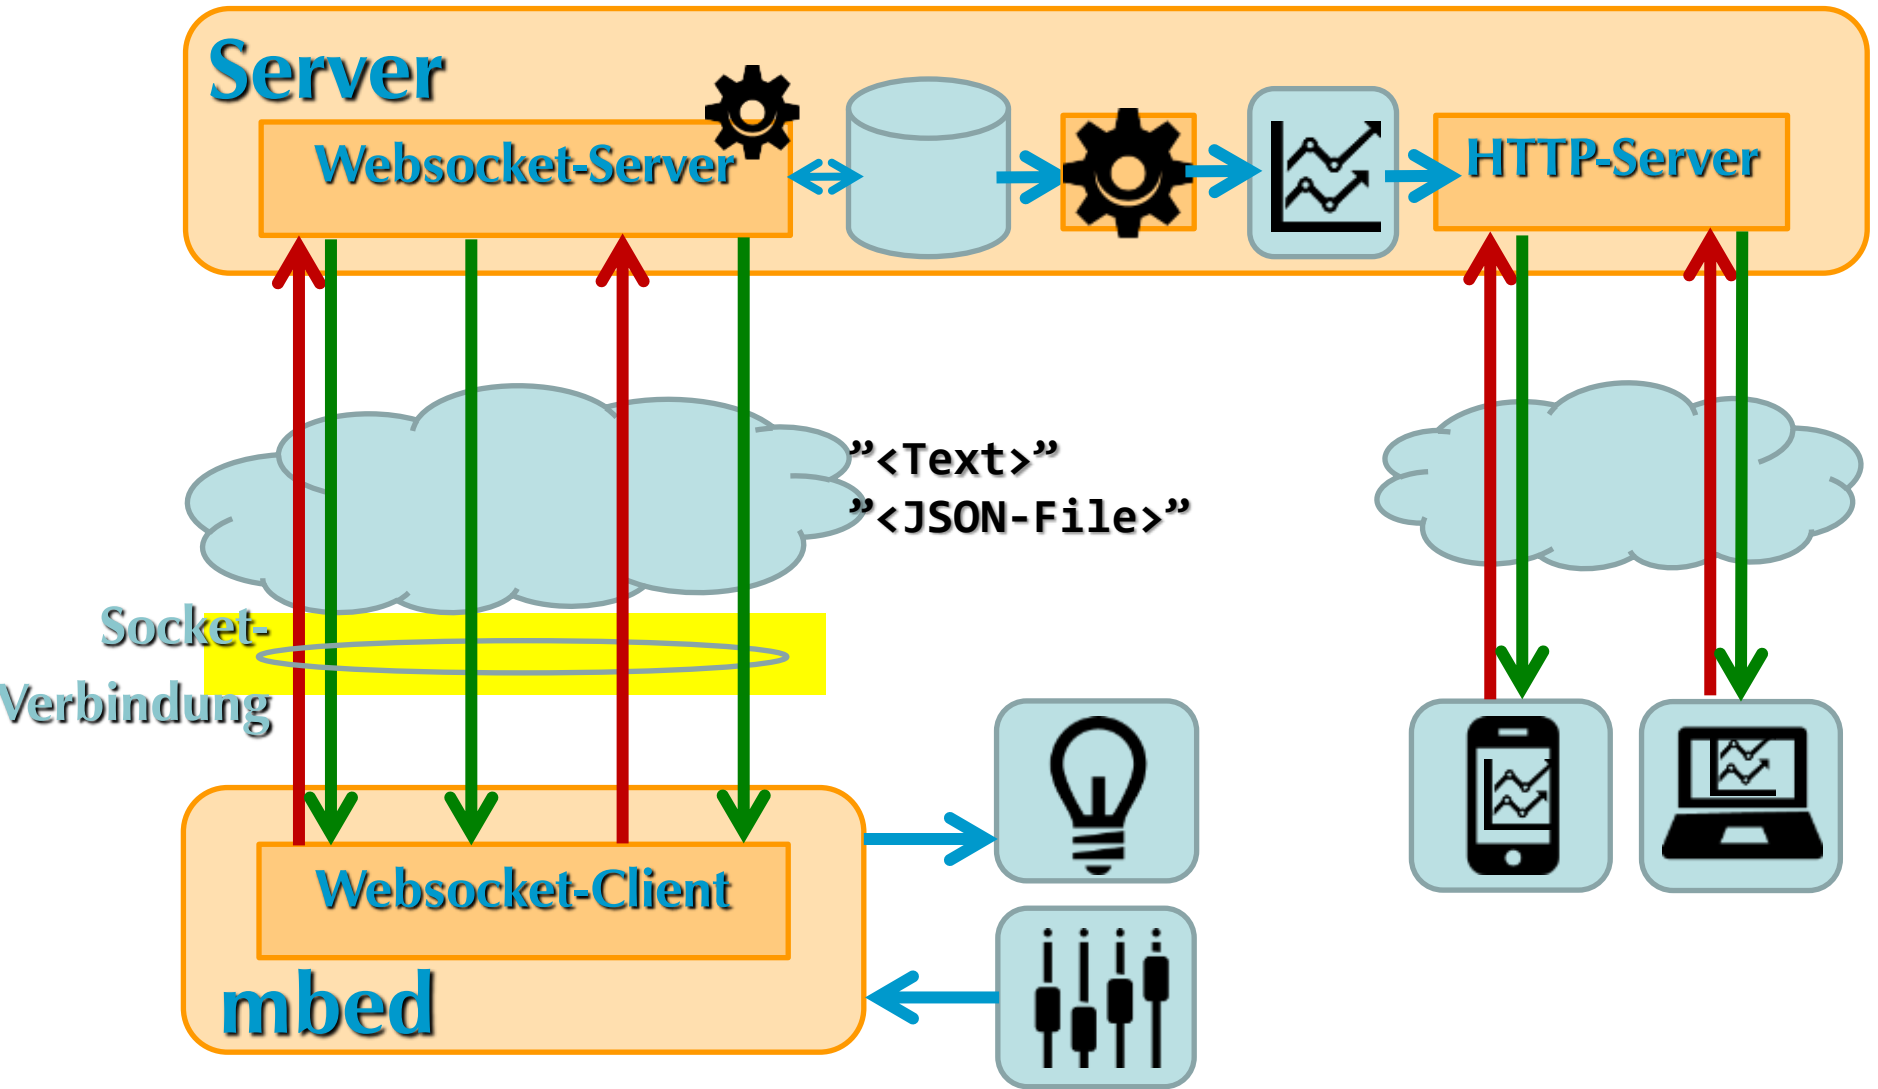 Server
Websocket-Server
HTTP-Server
”<Text>”
”<JSON-File>”
Socket-
Verbindung
Websocket-Client
mbed